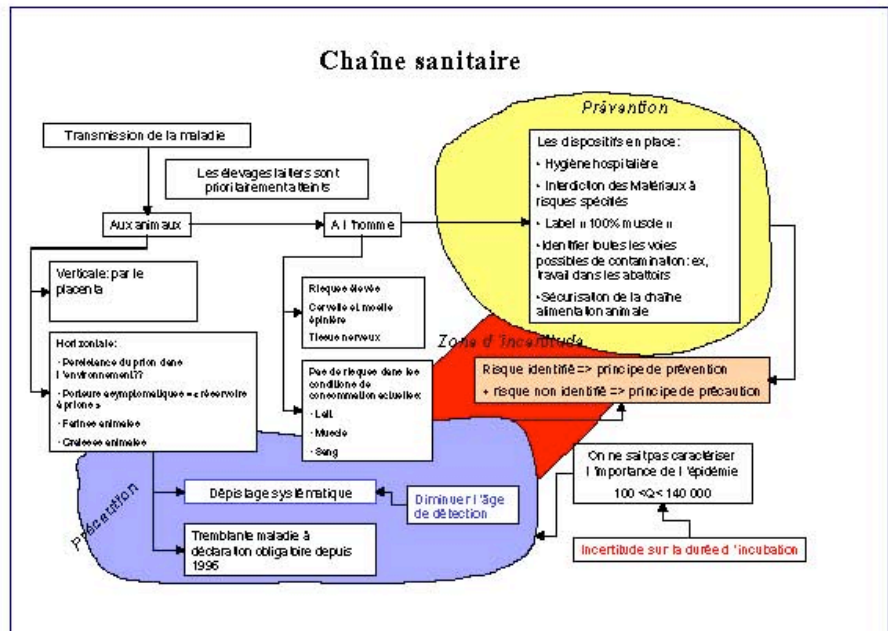 Chaîne sanitaire
Prévention
Transmission de la maladie
Les élevages laitiers sont
prioritairement atteints
Aux animaux
A l'homme
Les dispositifs en place :
• Hygiène hospitalière
• Interdiction des Matériaux à
risques spécifiés
• Label « 100% muscle »
•Identifier toutes les voies
possibles de contamination : ex,
travail dans les abattoirs
•Sécurisation de la chaîne
alimentation animale
Verticale: par le
placenta
Risques élevés
Cervelle et moelle
épinière
Tissue nerveux
Horizontale:
• Persistance du prion dans
l'environnement??
• Porteurs asymptomatiques = « réservoirs
à prions »
• Farines animales
• Graisses animales
Zone d'incertitude
Pas de risques dans les
conditions de
consommation actuelles:
• Lait
• Muscle
• Sang
Risque identifié => principe de prévention
+ risque non identifié => principe de précaution
Précaution
Dépistage systématique
Diminuer l'âge
de détection
Tremblante maladie à
déclaration obligatoire depuis
1996
On ne sait pas caractériser
l'importance de l'épidémie
100 <Q< 140 000
Incertitude sur la durée d'incubation